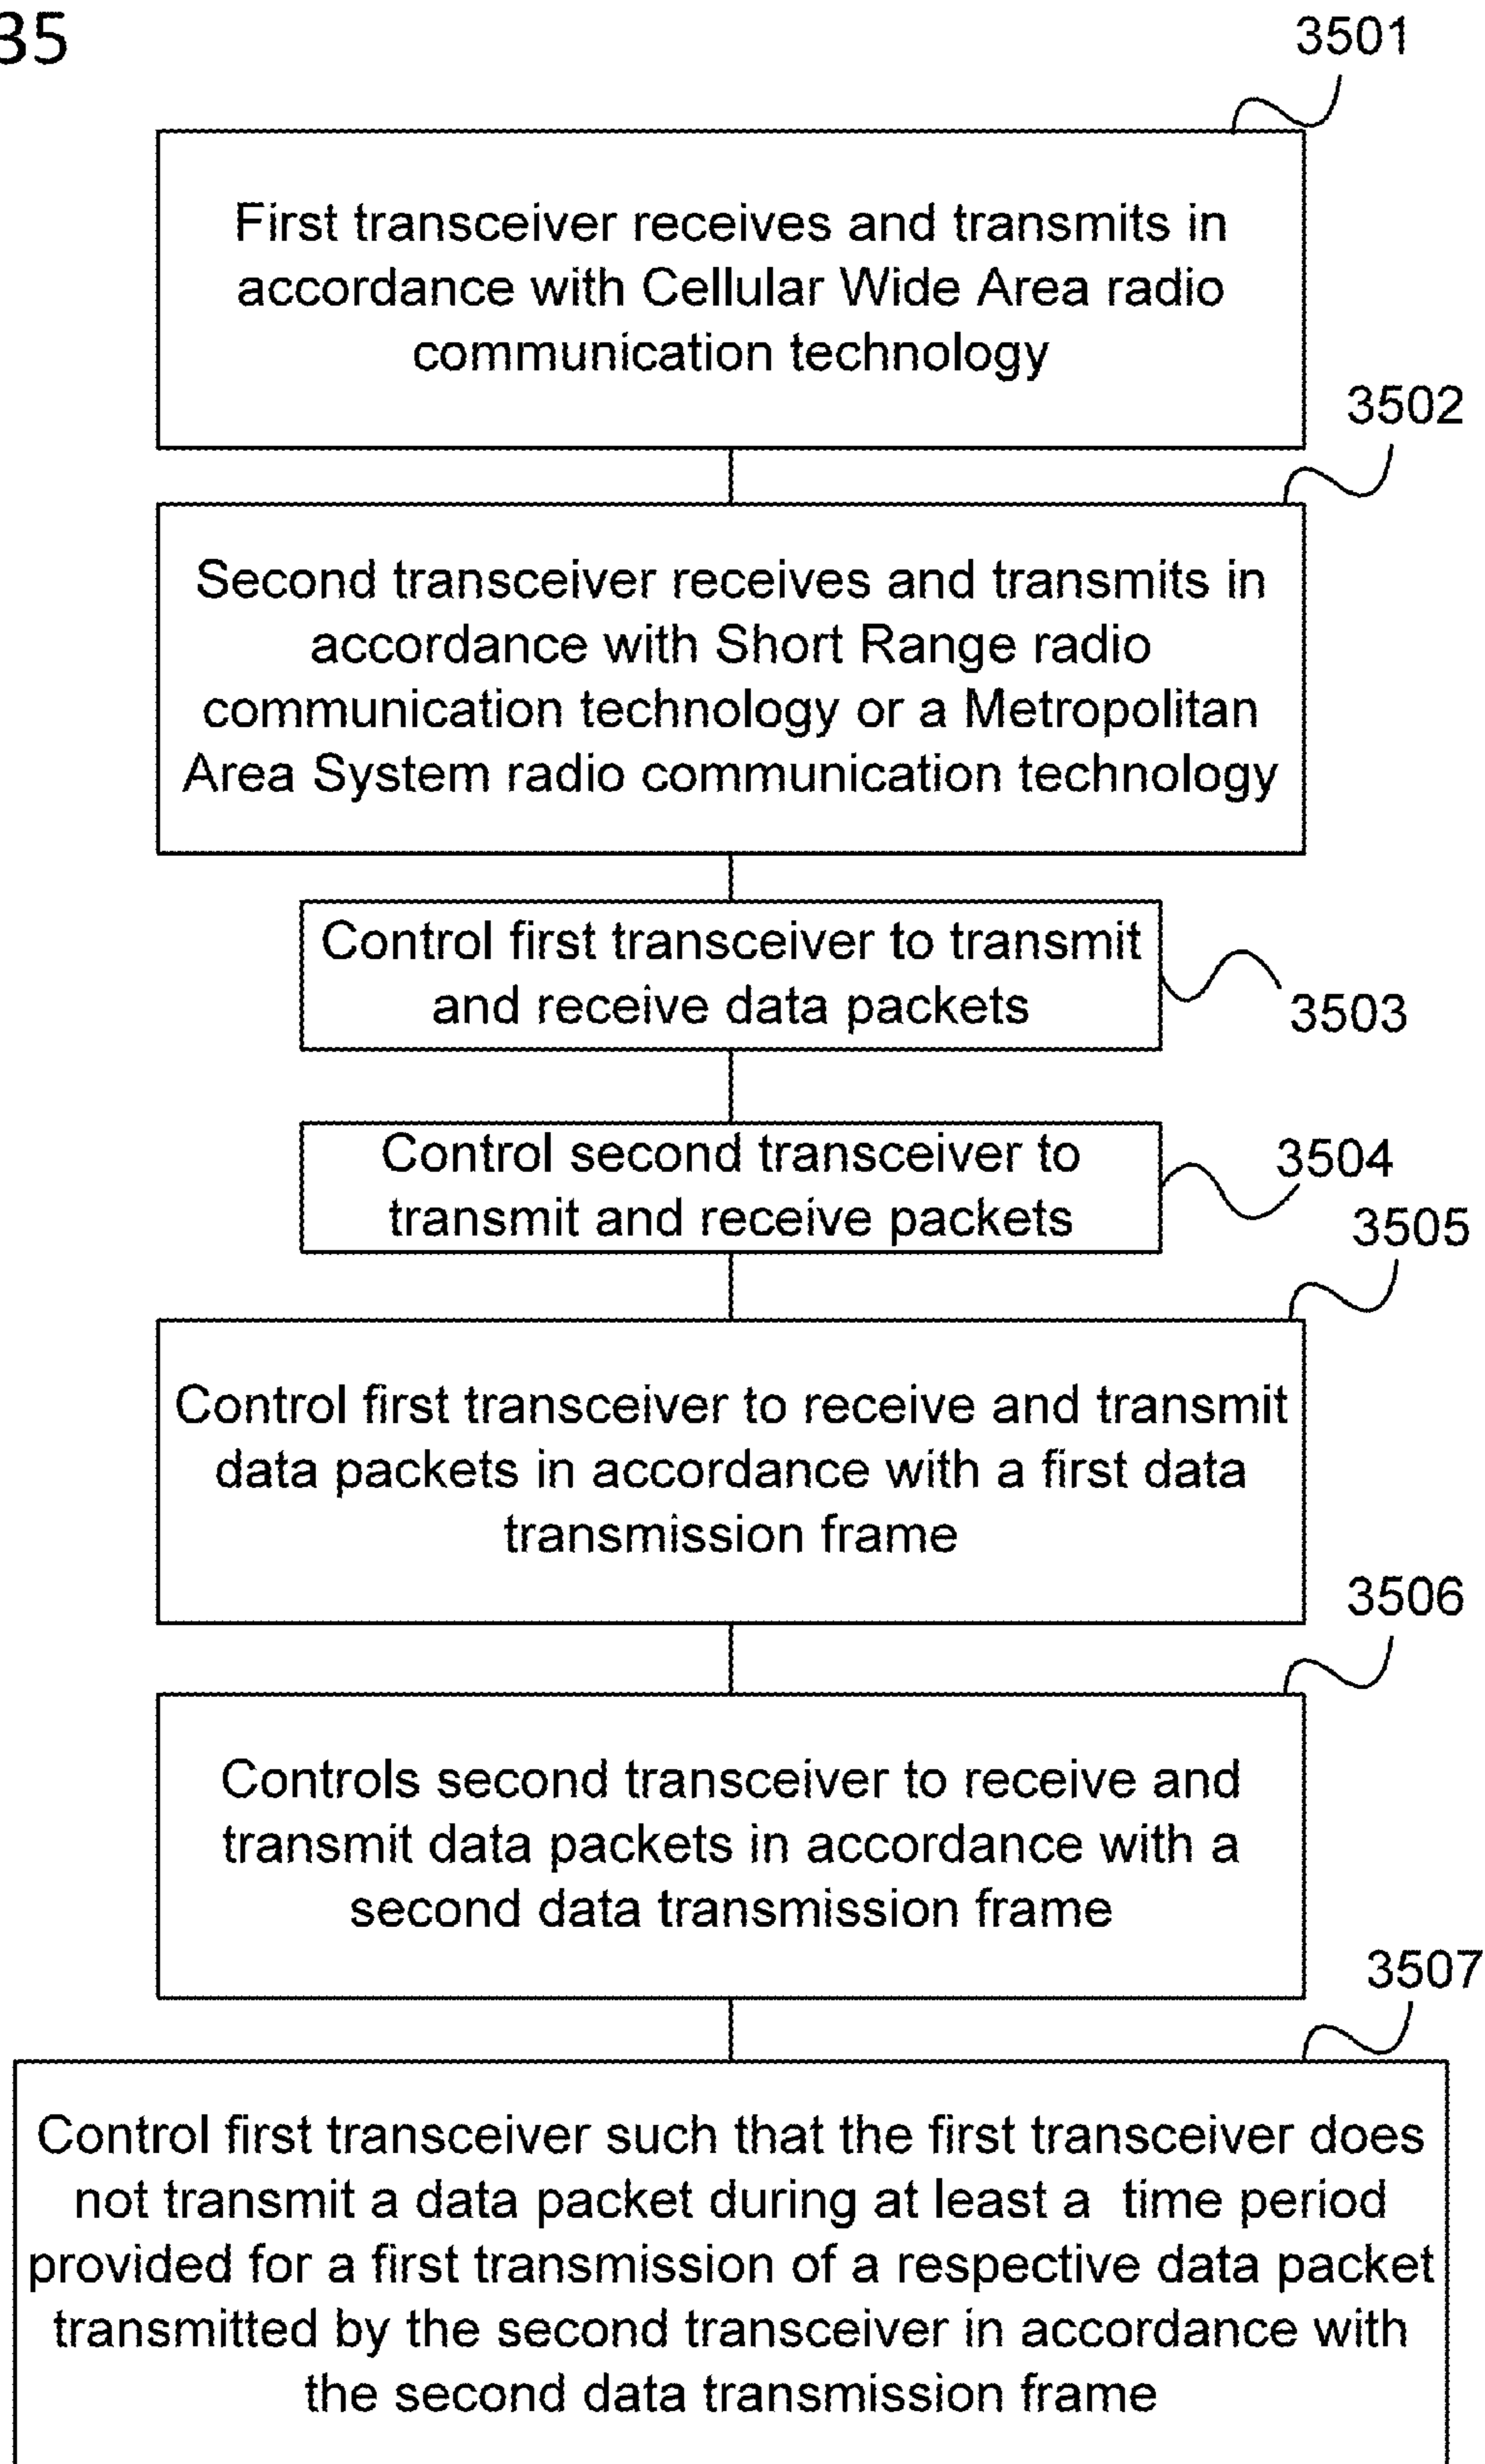 35
3501
First transceiver receives and transmits in
accordance with Cellular Wide Area radio
communication technology
3502
Second transceiver receives and transmits in
accordance with Short Range radio
communication technology or a Metropolitan
Area System radio communication technology
Control first transceiver to transmit
and receive data packets
3503
Control second transceiver to
transmit and receive packets
3504
3505
Control first transceiver to receive and transmit
data packets in accordance with a first data
transmission frame
3506
Controls second transceiver to receive and
transmit data packets in accordance with a
second data transmission frame
3507
Control first transceiver such that the first transceiver does
not transmit a data packet during at least a time period
provided for a first transmission of a respective data packet
transmitted by the second transceiver in accordance with
the second data transmission frame